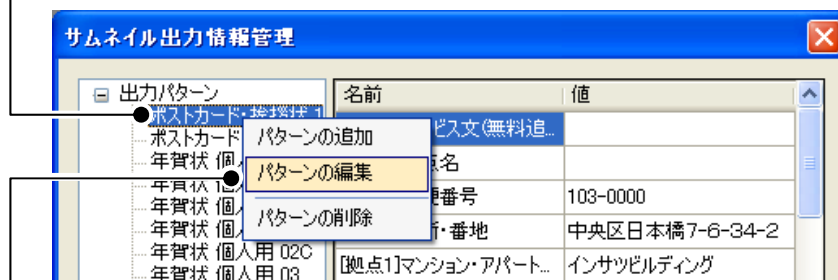 サムネイル出力情報管理
出力パターン
ポストカード・挨拶状 1
ポストカード
年賀状 個
年賀状 個
年賀状 個
年賀状 個人用 02C
年賀状 個人用 03
パターンの追加
パターンの編集
パターンの削除
名前 値
ビス文(無料追...
点名
便番号 103-0000
所・番地 中央区日本橋7-6-34-2
[拠点1]マンション・アパート... インサツビルディング